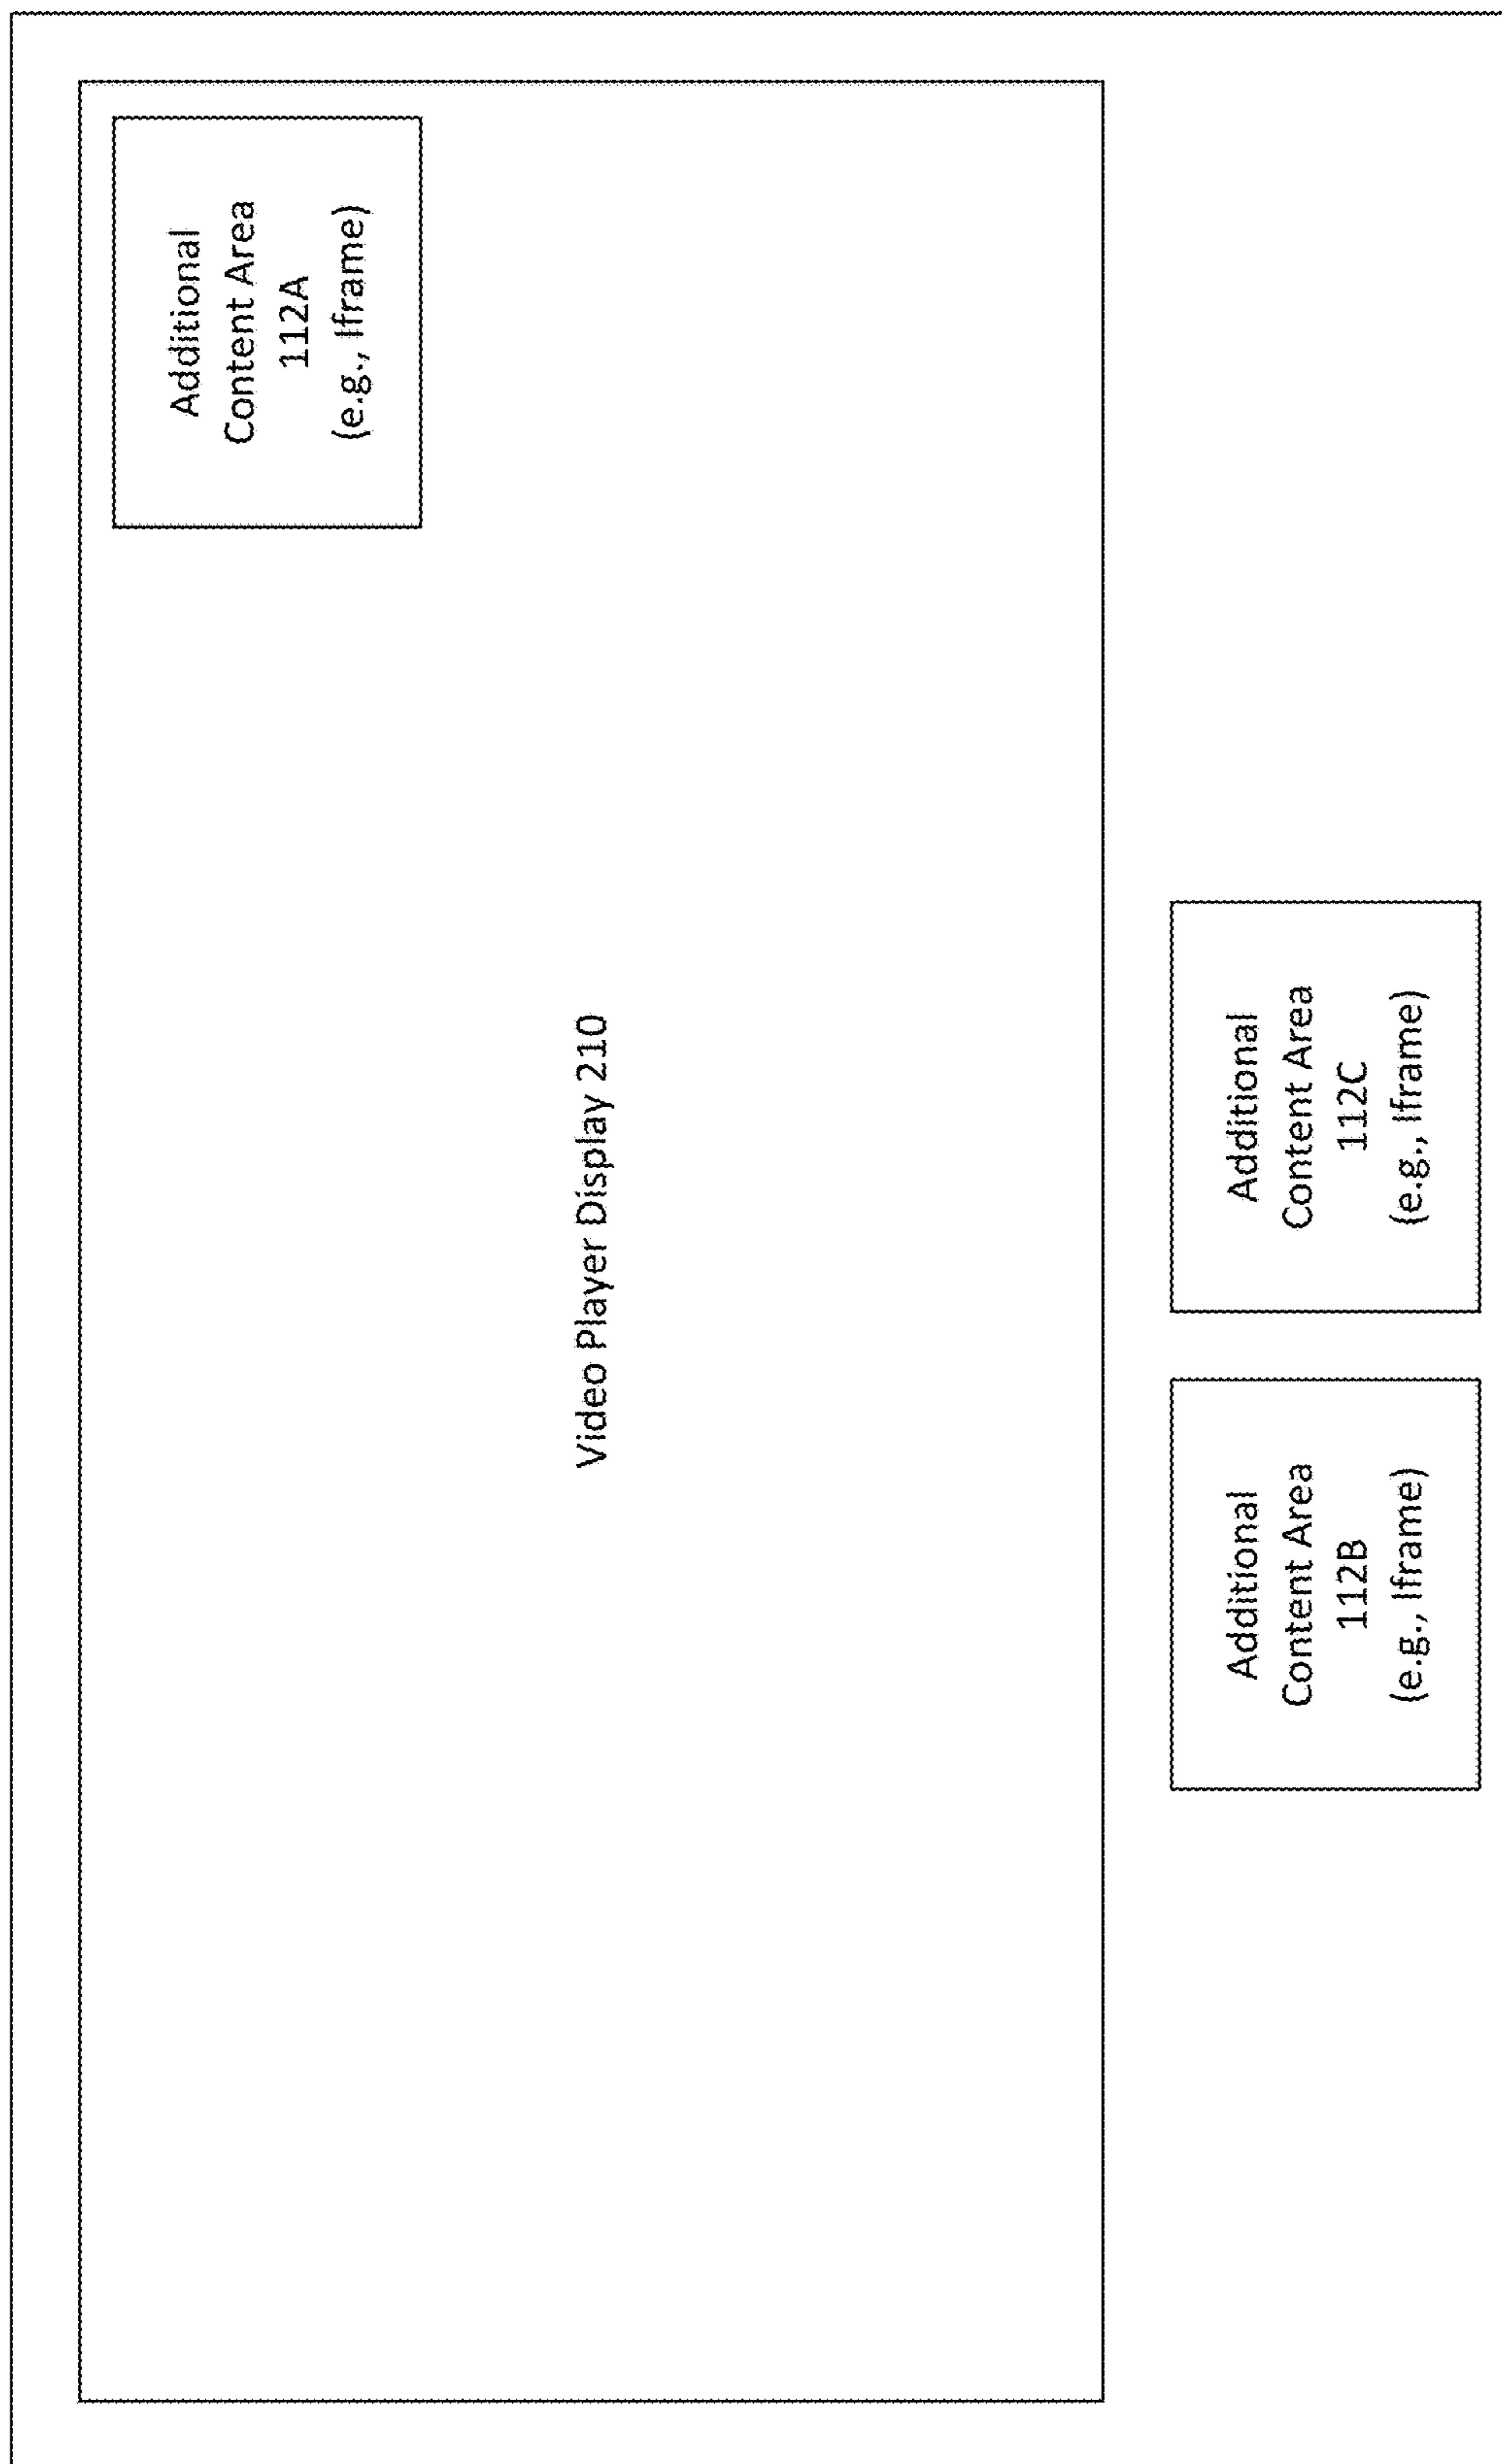 Additional
Content Area
112A
(e.g., Iframe)
Video Player Display 210
Additional
Content Area
112B
(e.g., Iframe)
Additional
Content Area
112C
(e.g., Iframe)